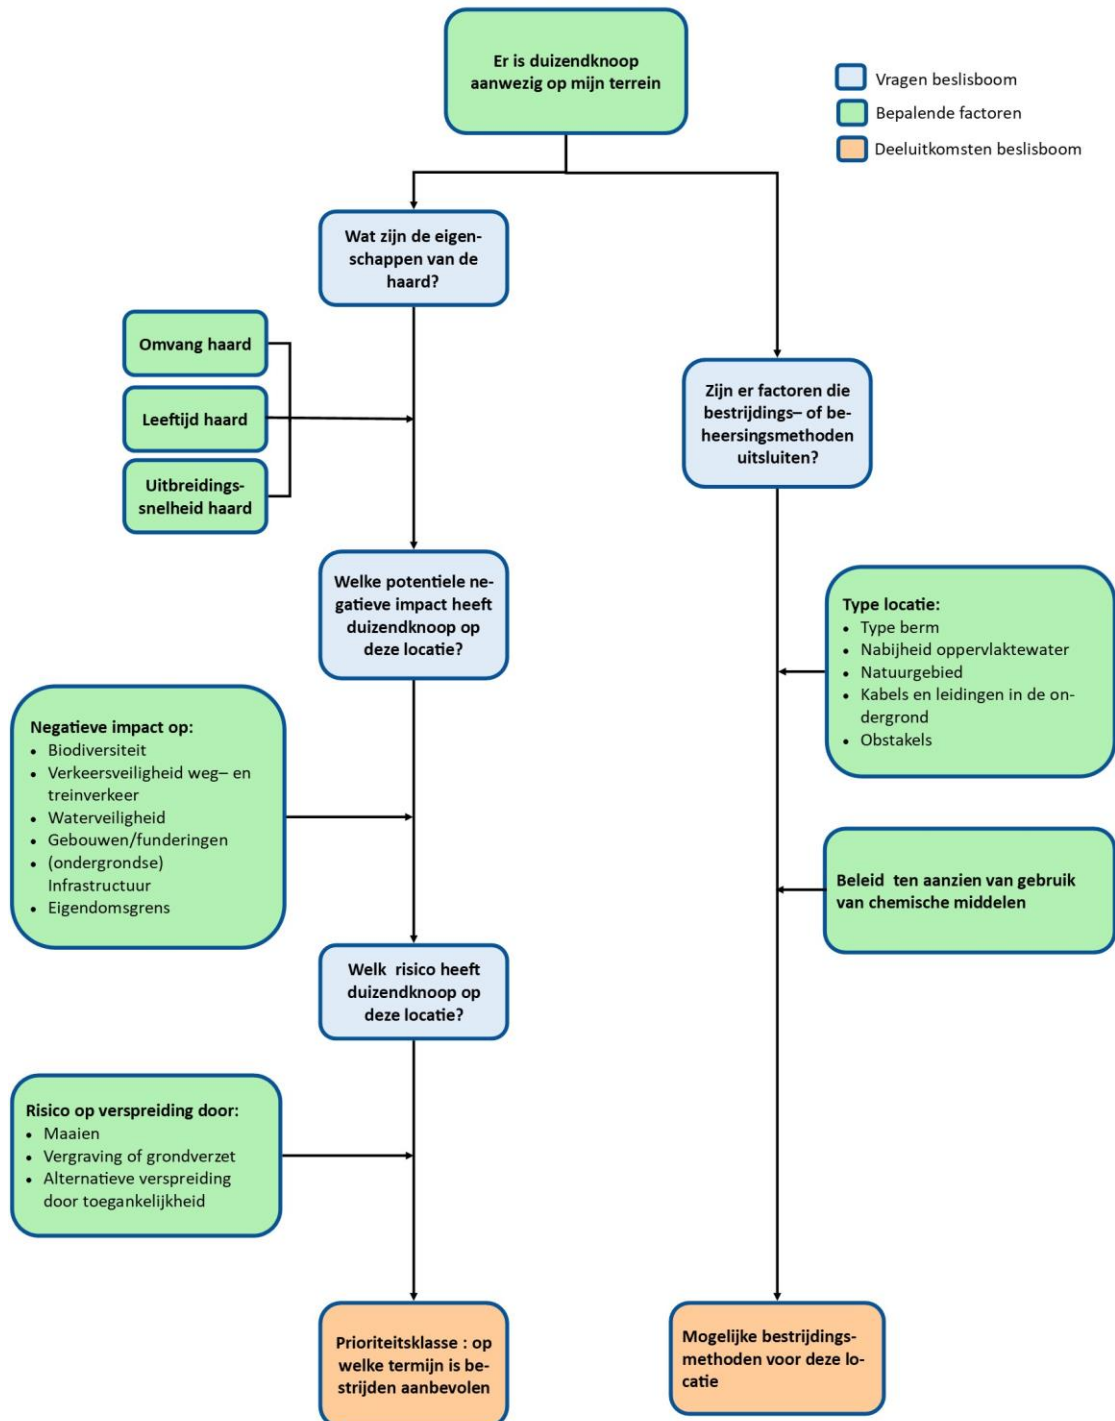 Er is duizendknoop
aanwezig op mijn terrein
Vragen beslisboom
Bepalende factoren
Deeluitkomsten beslisboom
Wat zijn de eigen-
schappen van de
haard?
Omvang haard
Leeftijd haard
Uitbreidings-
snelheid haard
Zijn er factoren die
bestrijdings– of be-
heersingsmethoden
uitsluiten?
Welke potentiele ne-
gatieve impact heeft
duizendknoop op
deze locatie?
Type locatie:
• Type berm
• Nabijheid oppervlaktewater
• Natuurgebied
• Kabels en leidingen in de on-
dergrond
• Obstakels
Negatieve impact op:
• Biodiversiteit
• Verkeersveiligheid weg– en
treinverkeer
• Waterveiligheid
• Gebouwen/funderingen
• (ondergrondse)
Infrastructuur
• Eigendomsgrens
Beleid ten aanzien van gebruik
van chemische middelen
Welk risico heeft
duizendknoop op
deze locatie?
Risico op verspreiding door:
• Maaien
• Vergraving of grondverzet
• Alternatieve verspreiding
door toegankelijkheid
Prioriteitsklasse : op
welke termijn is be-
strijden aanbevolen
Mogelijke bestrijdings-
methoden voor deze lo-
catie